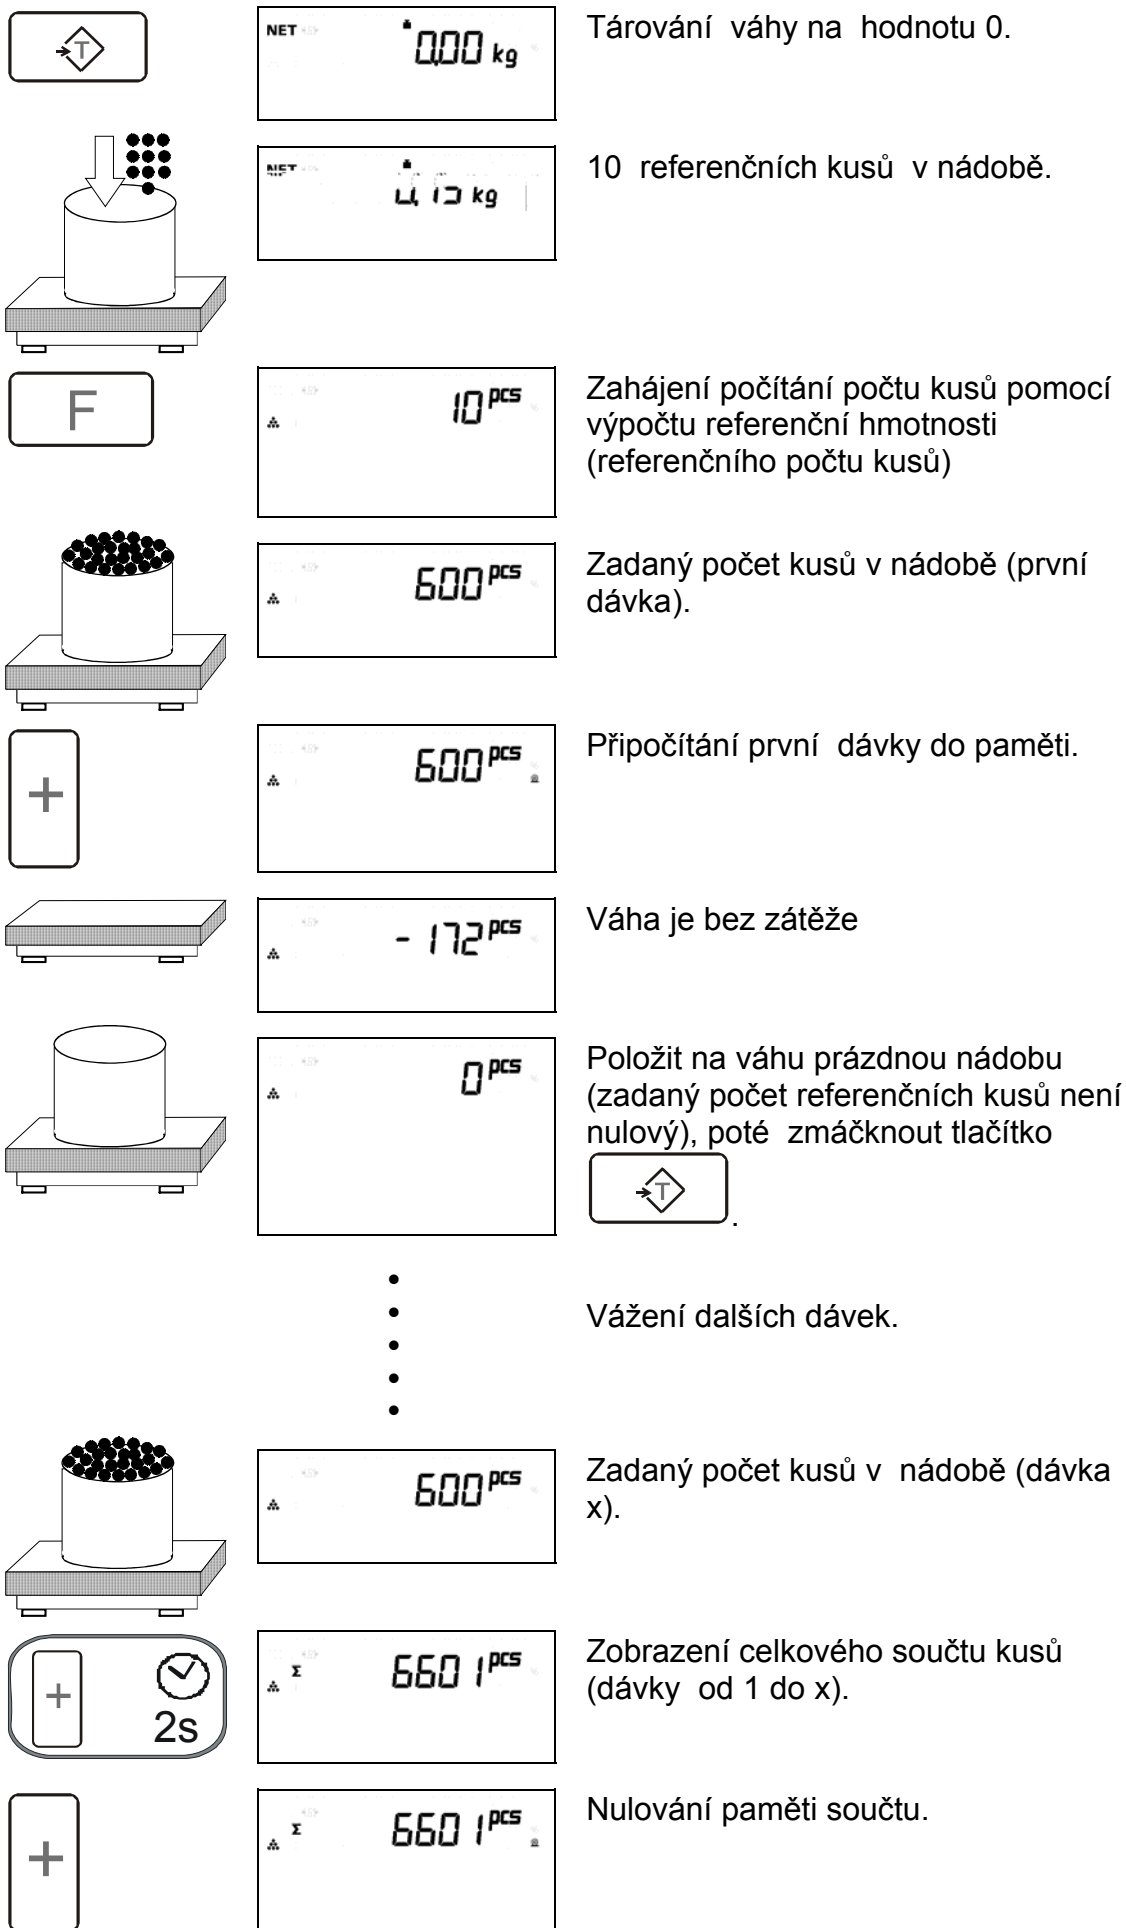 T
NET 0,00 kg
Tárování váhy na hodnotu 0.
kg
10 referenčních kusů v nádobě.
F
10 pcs
Zahájení počítání počtu kusů pomocí
výpočtu referenční hmotnosti
(referenčního počtu kusů)
600 pcs
Zadaný počet kusů v nádobě (první
dávka).
+
600 pcs
Připočítání první dávky do paměti.
- 172 pcs
Váha je bez zátěže
0 pcs
Položit na váhu prázdnou nádobu
(zadaný počet referenčních kusů není
nulový), poté zmáčknout tlačítko
T .
Vážení dalších dávek.
600 pcs
Zadaný počet kusů v nádobě (dávka
x).
+ 2s
Σ 6601 pcs
Zobrazení celkového součtu kusů
(dávky od 1 do x).
+
Σ 6601 pcs
Nulování paměti součtu.